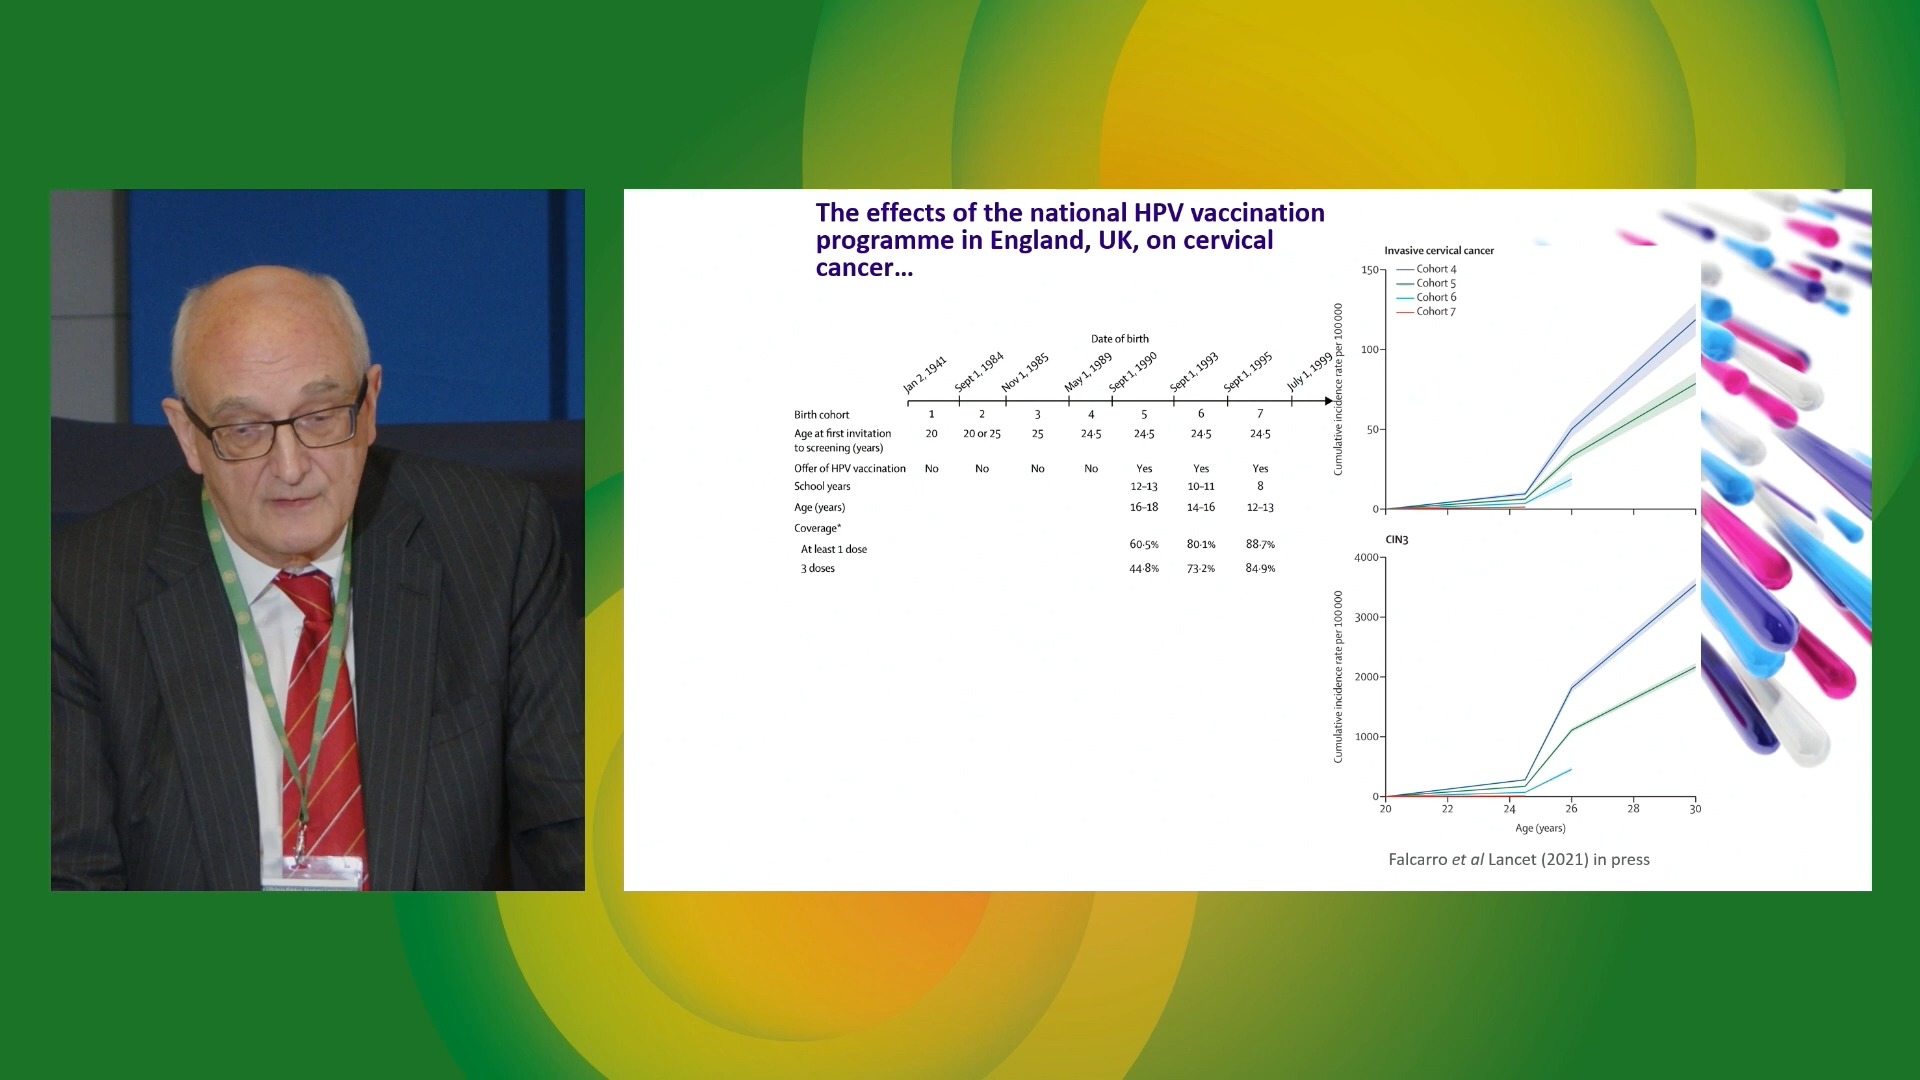 The effects of the national HPV vaccination
programme in England, UK, on cervical
cancer...
Date of birth
Jan 2, 1941
Sept 1, 1984
Nov 1, 1985
May 1, 1989
Sept 1, 1990
Sept 1, 1993
Sept 1, 1995
July 1, 1999
Birth cohort 1 2 3 4 5 6 7
Age at first invitation 20 20 or 25 25 24·5 24·5 24·5 24·5
to screening (years)
Offer of HPV vaccination No No No No Yes Yes Yes
School years 12–13 10–11 8
Age (years) 16–18 14–16 12–13
Coverage*
At least 1 dose 60·5% 80·1% 88·7%
3 doses 44·8% 73·2% 84·9%
Invasive cervical cancer
Cohort 4
Cohort 5
Cohort 6
Cohort 7
Cumulative incidence rate per 100 000
150
100
50
0
CIN3
Cumulative incidence rate per 100 000
4000
3000
2000
1000
0
20 22 24 26 28 30
Age (years)
Falcarro et al Lancet (2021) in press